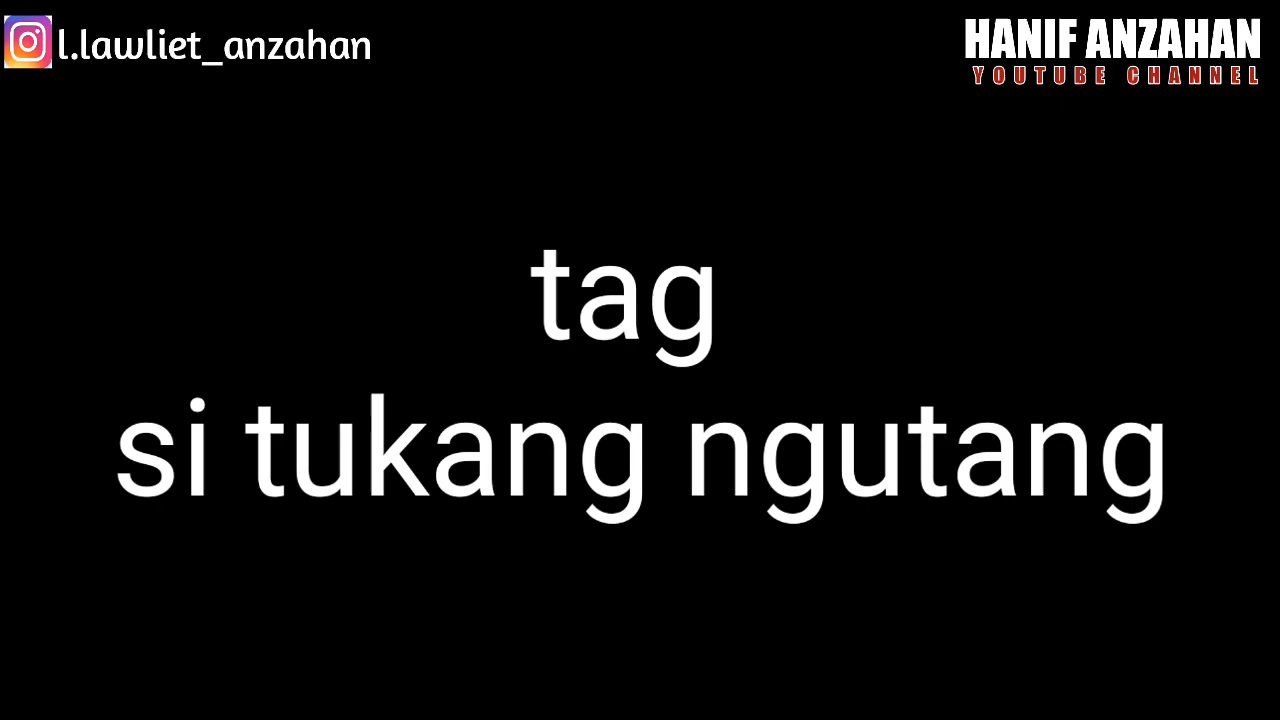 l.lawliet_anzahan
HANIF ANZAHAN
YOUTUBE CHANNEL
tag
si tukang ngutang